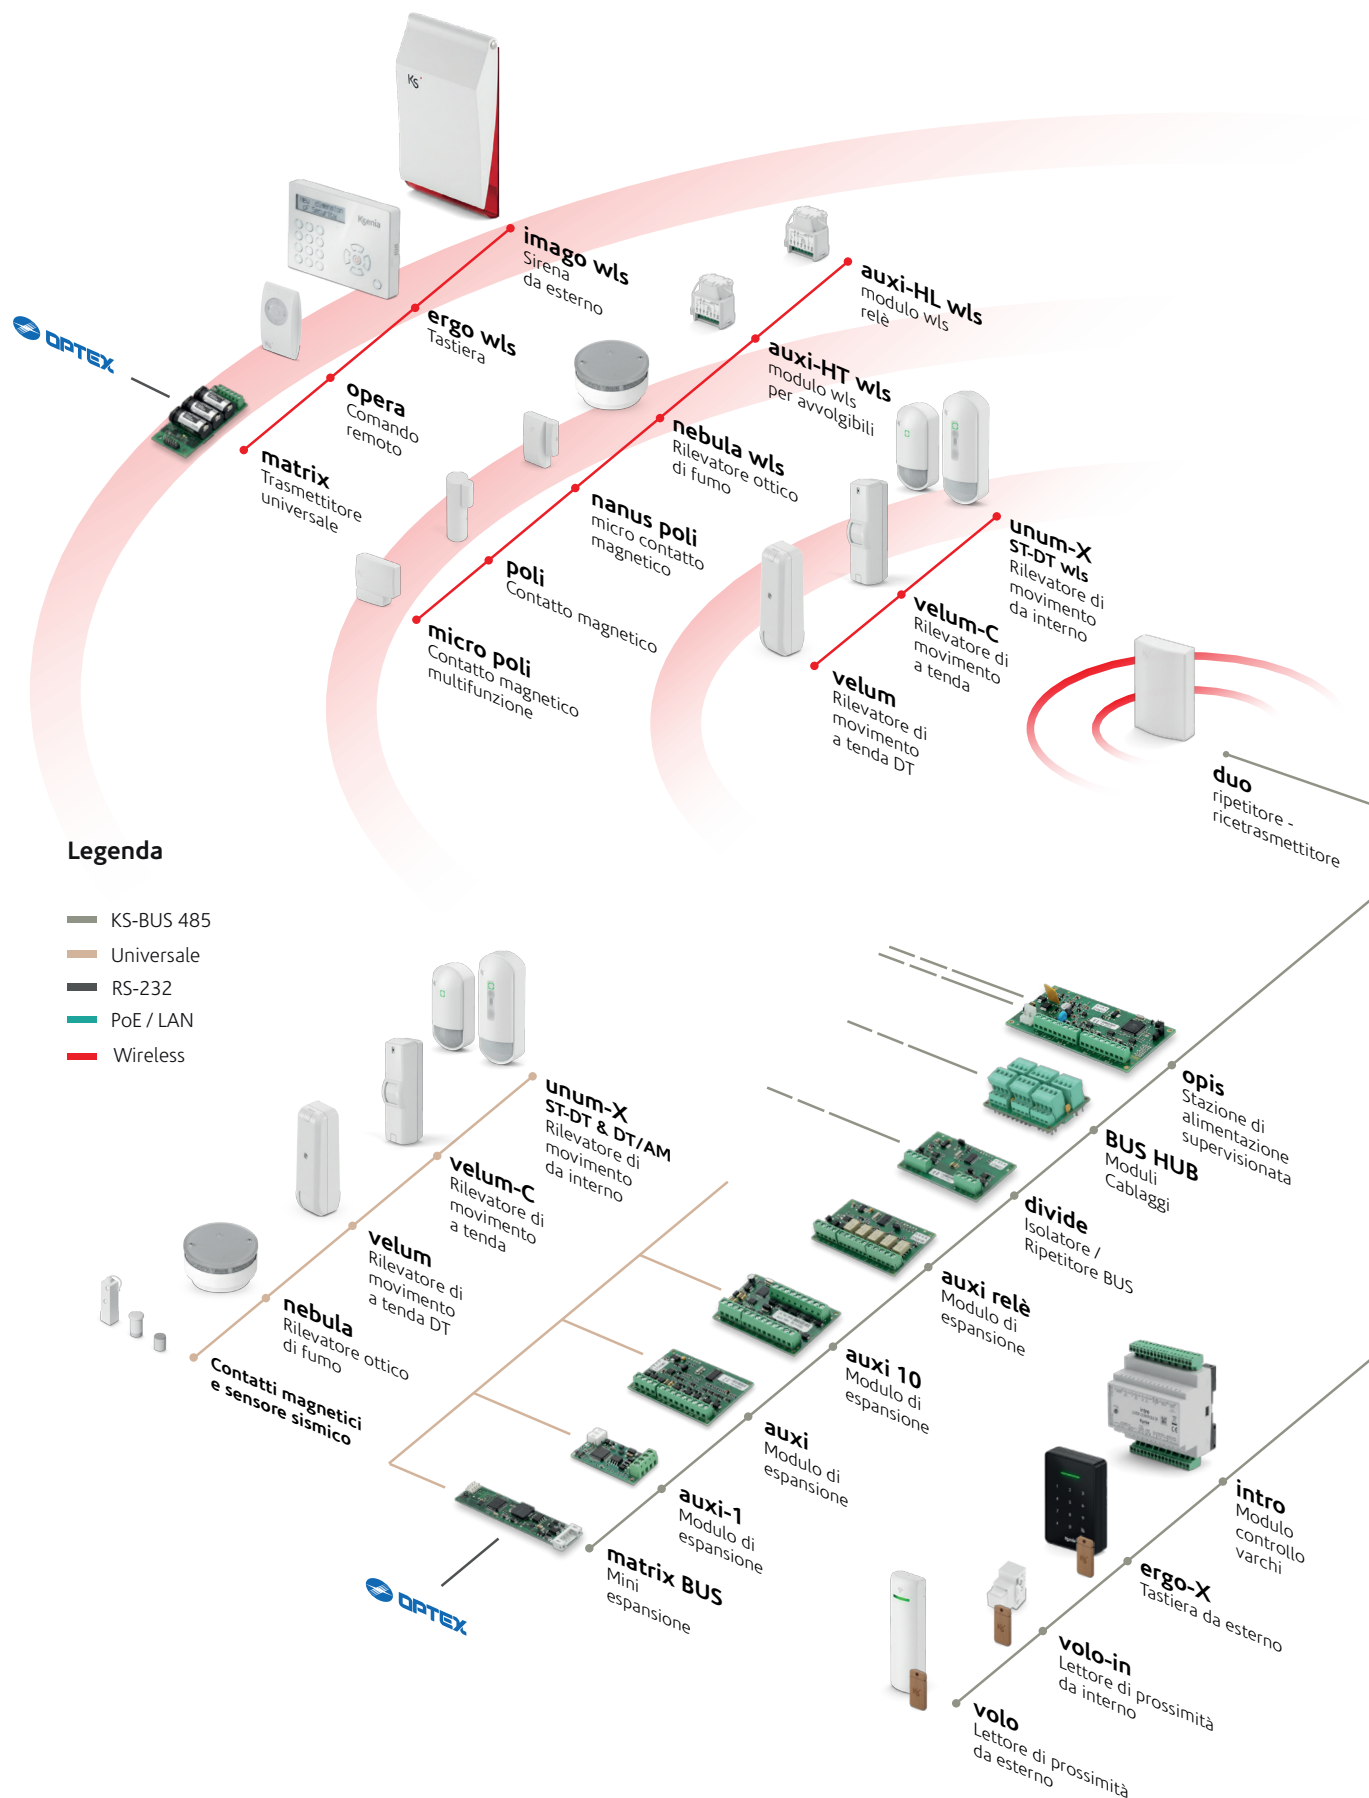 KS
imago wls
Sirena
da esterno
Ksenia
ergo wls
Tastiera
opera
Comando
remoto
OPTEX
matrix
Trasmettitore
universale
auxi-HL wls
modulo wls
relè
auxi-HT wls
modulo wls
per avvolgibili
nebula wls
Rilevatore ottico
di fumo
nanus poli
micro contatto
magnetico
poli
Contatto magnetico
micro poli
Contatto magnetico
multifunzione
unum-X
ST-DT wls
Rilevatore di
movimento
da interno
velum-C
Rilevatore di
movimento
a tenda
velum
Rilevatore di
movimento
a tenda DT
duo
ripetitore -
ricetrasmettitore
Legenda
KS-BUS 485
Universale
RS-232
PoE / LAN
Wireless
unum-X
ST-DT & DT/AM
Rilevatore di
movimento
da interno
velum-C
Rilevatore di
movimento
a tenda
velum
Rilevatore di
movimento
a tenda DT
nebula
Rilevatore ottico
di fumo
Contatti magnetici
e sensore sismico
opis
Stazione di
alimentazione
supervisionata
BUS HUB
Moduli
Cablaggi
divide
Isolatore /
Ripetitore BUS
auxi relè
Modulo di
espansione
auxi 10
Modulo di
espansione
auxi
Modulo di
espansione
auxi-1
Modulo di
espansione
matrix BUS
Mini
espansione
OPTEX
intro
Modulo
controllo
varchi
ergo-X
Tastiera da esterno
volo-in
Lettore di prossimità
da interno
volo
Lettore di prossimità
da esterno